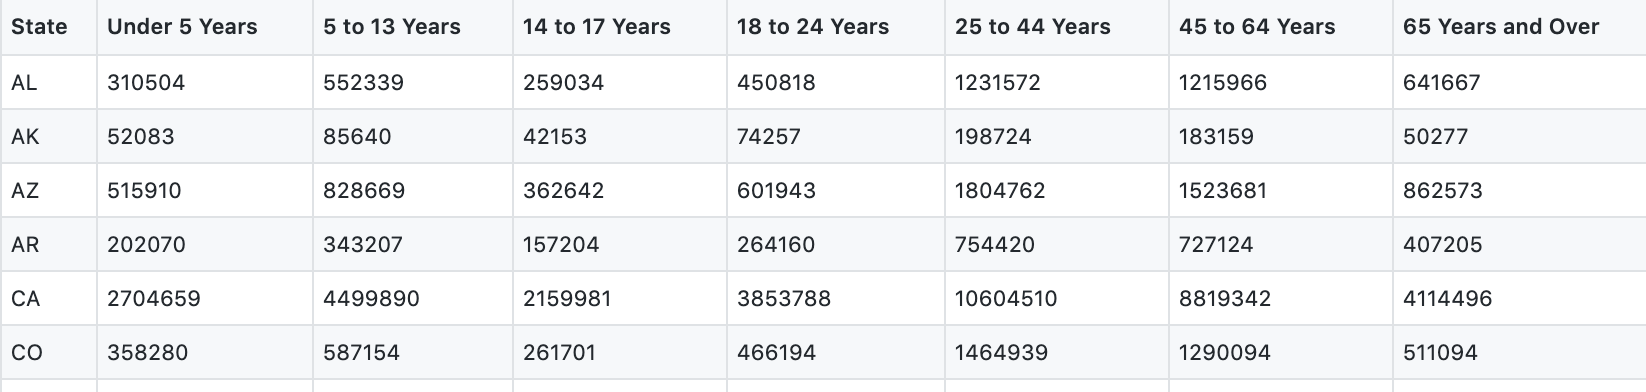 State Under 5 Years 5 to 13 Years 14 to 17 Years 18 to 24 Years 25 to 44 Years 45 to 64 Years 65 Years and Over
AL 310504 552339 259034 450818 1231572 1215966 641667
AK 52083 85640 42153 74257 198724 183159 50277
AZ 515910 828669 362642 601943 1804762 1523681 862573
AR 202070 343207 157204 264160 754420 727124 407205
CA 2704659 4499890 2159981 3853788 10604510 8819342 4114496
CO 358280 587154 261701 466194 1464939 1290094 511094